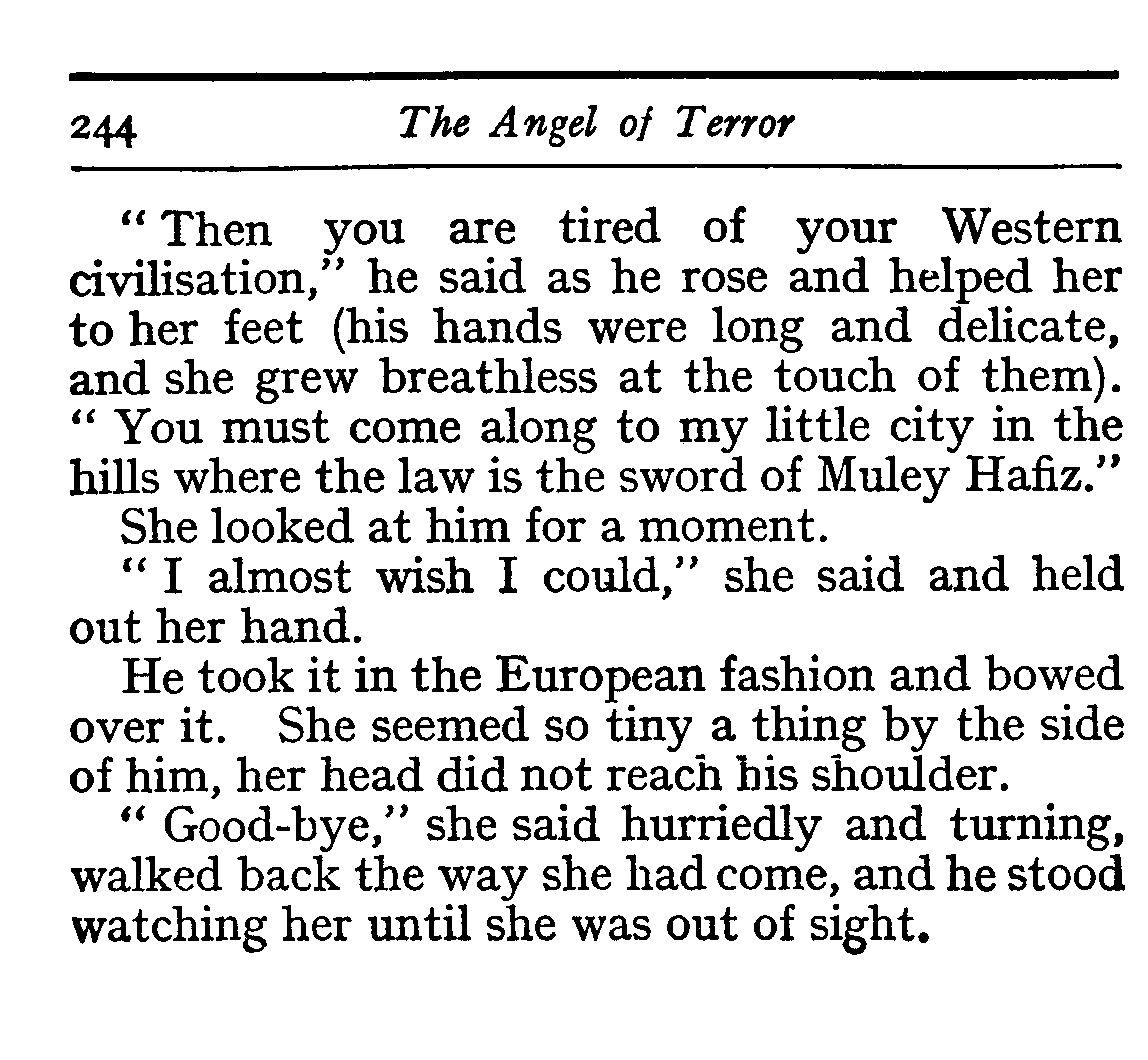 244 The Angel of Terror
“ Then you are tired of your Western
civilisation,” he said as he rose and helped her
to her feet (his hands were long and delicate,
and she grew breathless at the touch of them).
“ You must come along to my little city in the
hills where the law is the sword of Muley Hafiz.”
She looked at him for a moment.
“ I almost wish I could,” she said and held
out her hand.
He took it in the European fashion and bowed
over it. She seemed so tiny a thing by the side
of him, her head did not reach his shoulder.
“ Good-bye,” she said hurriedly and turning,
walked back the way she had come, and he stood
watching her until she was out of sight.